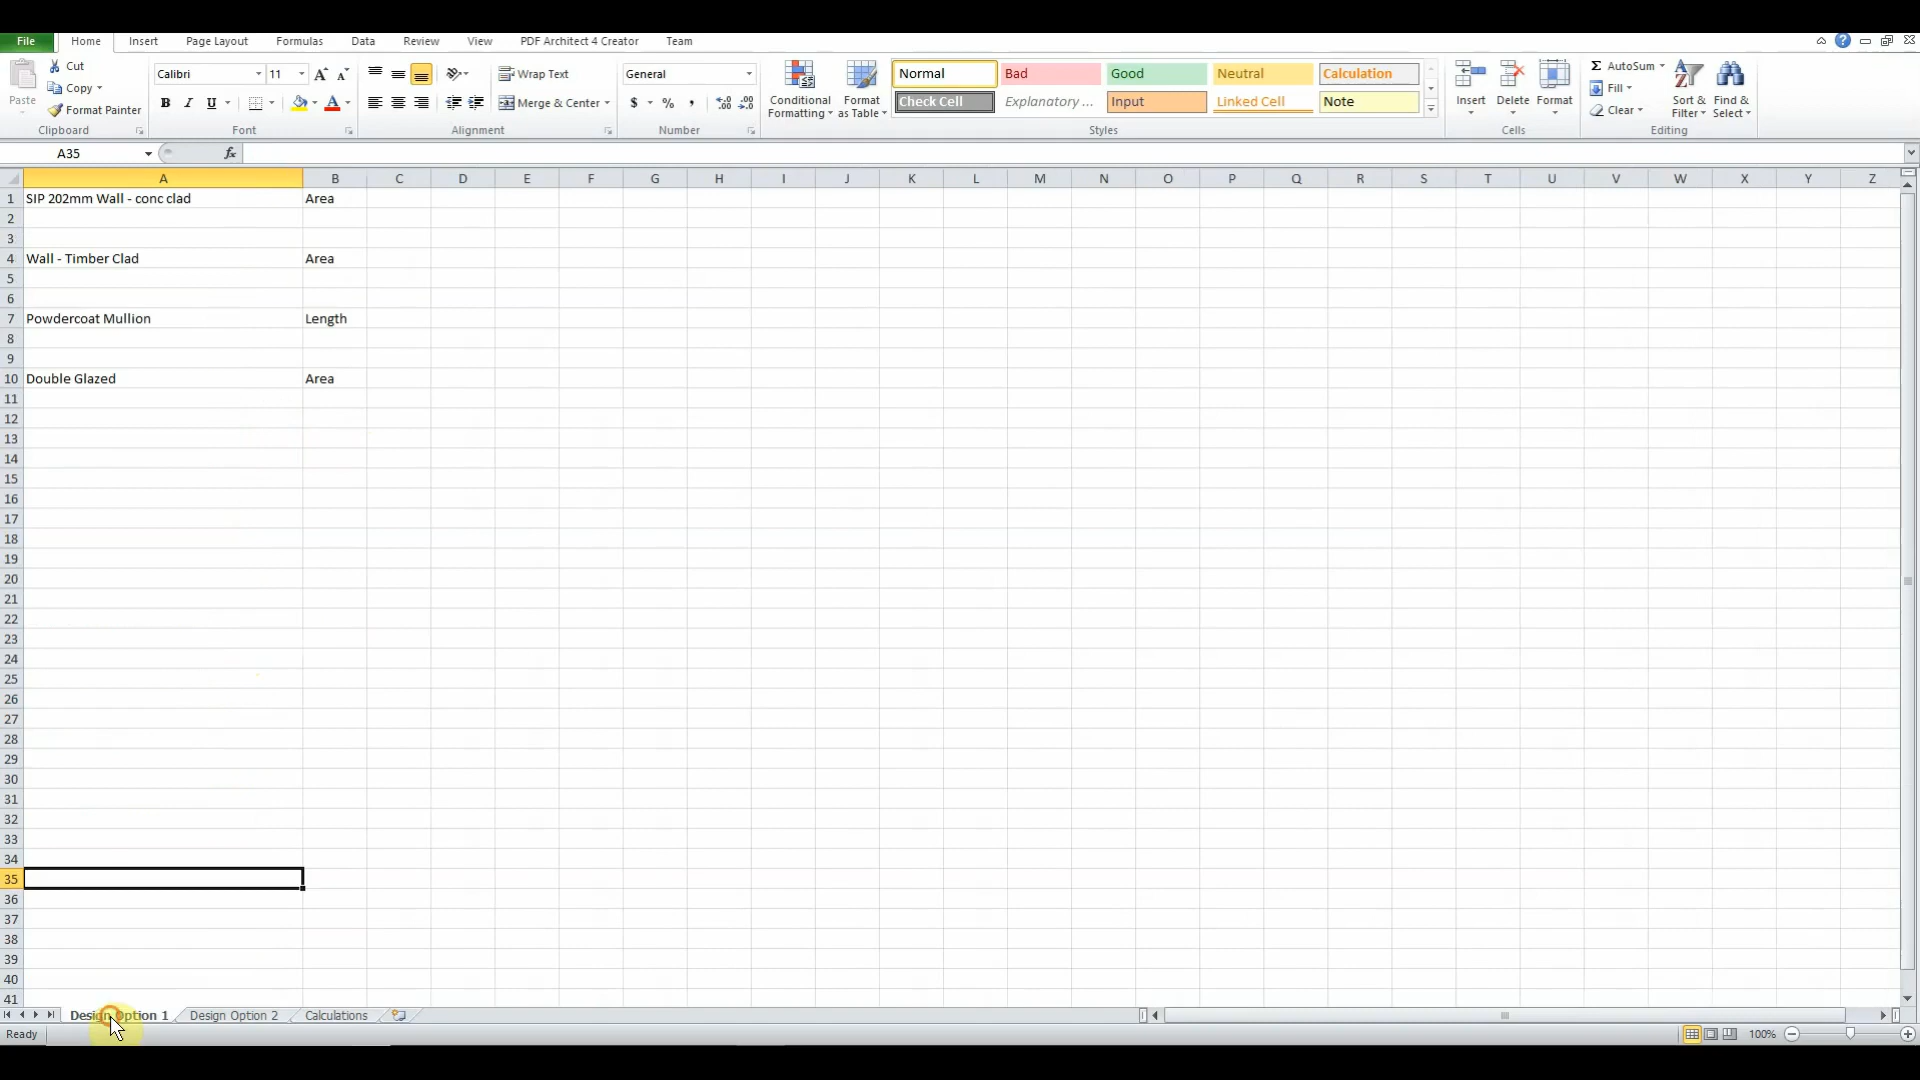 File Home Insert Page Layout Formulas Data Review View PDF Architect 4 Creator Team
Paste Cut Copy Format Painter Clipboard
Calibri 11 B I U A Font
Wrap Text Merge & Center Alignment
General $ % , Number
Conditional Formatting Format as Table
Normal Bad Good Neutral Calculation
Check Cell Explanatory ... Input Linked Cell Note
Styles
Insert Delete Format Cells
Σ AutoSum Fill Clear Sort & Filter Find & Select Editing
A35 fx
A B C D E F G H I J K L M N O P Q R S T U V W X Y Z
1 SIP 202mm Wall - conc clad Area
2
3
4 Wall - Timber Clad Area
5
6
7 Powdercoat Mullion Length
8
9
10 Double Glazed Area
11
12
13
14
15
16
17
18
19
20
21
22
23
24
25
26
27
28
29
30
31
32
33
34
35
36
37
38
39
40
41
Design Option 1 Design Option 2 Calculations
Ready 100%